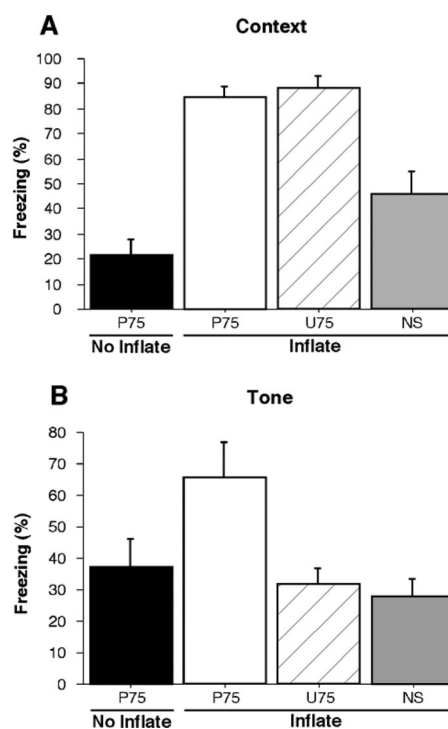 A
Context
Freezing (%)
100
90
80
70
60
50
40
30
20
10
0
P75
P75
U75
NS
No Inflate
Inflate
B
Tone
Freezing (%)
80
70
60
50
40
30
20
10
0
P75
P75
U75
NS
No Inflate
Inflate